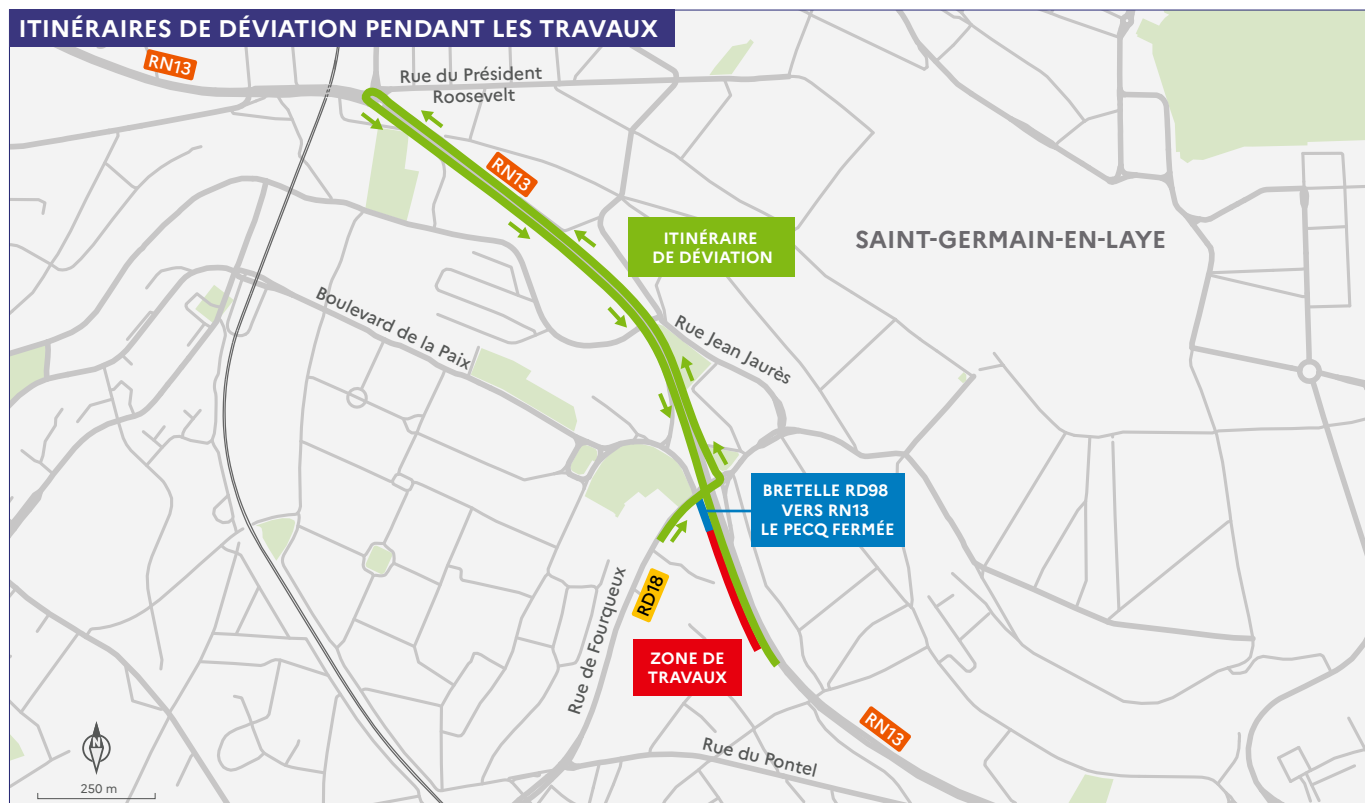 ITINÉRAIRES DE DÉVIATION PENDANT LES TRAVAUX
RN13
Rue du Président
Roosevelt
RN13
ITINÉRAIRE
DE DÉVIATION
SAINT-GERMAIN-EN-LAYE
Boulevard de la Paix
Rue Jean Jaurès
BRETELLE RD98
VERS RN13
LE PECQ FERMÉE
RD18
Rue de Fourqueux
ZONE DE
TRAVAUX
RN13
Rue du Pontel
N
250 m